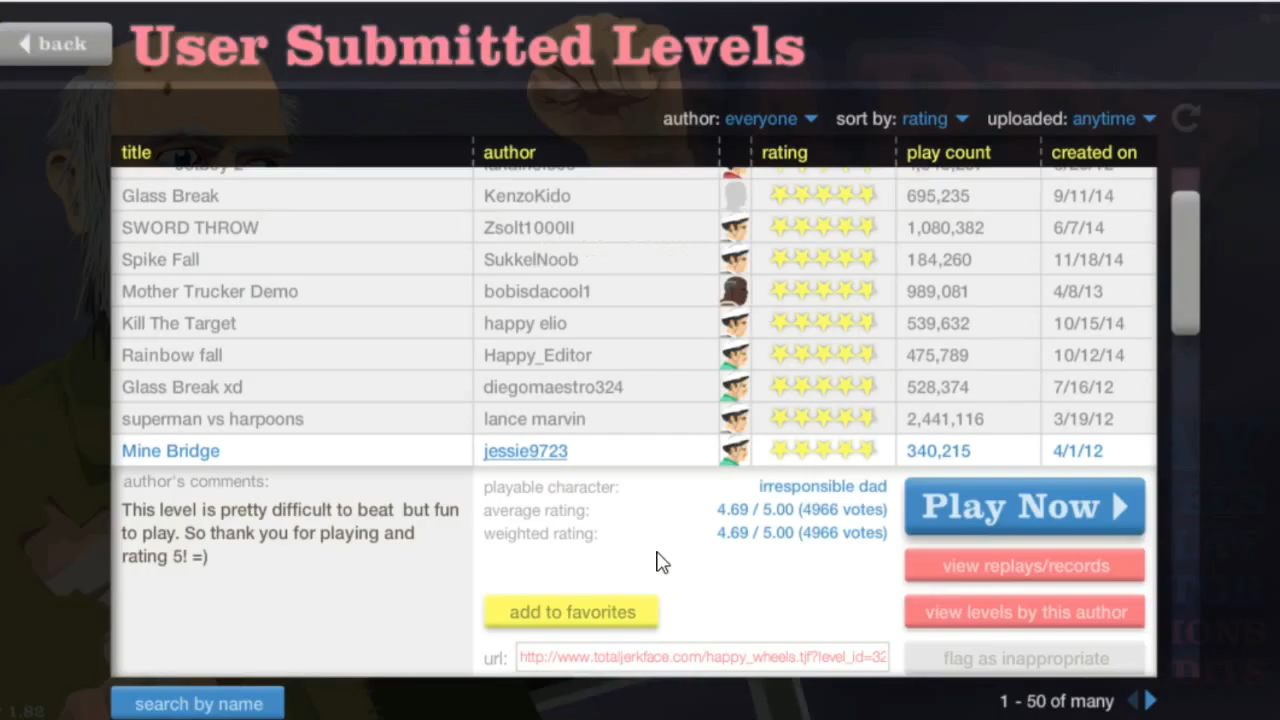 back
User Submitted Levels
author: everyone sort by: rating uploaded: anytime
title author rating play count created on
Glass Break KenzoKido 695,235 9/11/14
SWORD THROW Zsolt1000II 1,080,382 6/7/14
Spike Fall SukkelNoob 184,260 11/18/14
Mother Trucker Demo bobisdacool1 989,081 4/8/13
Kill The Target happy elio 539,632 10/15/14
Rainbow fall Happy_Editor 475,789 10/12/14
Glass Break xd diegomaestro324 528,374 7/16/12
superman vs harpoons lance marvin 2,441,116 3/19/12
Mine Bridge jessie9723 340,215 4/1/12
author's comments:
This level is pretty difficult to beat but fun
to play. So thank you for playing and
rating 5! =)
playable character: irresponsible dad
average rating: 4.69 / 5.00 (4966 votes)
weighted rating: 4.69 / 5.00 (4966 votes)
add to favorites
url: http://www.totaljerkface.com/happy_wheels.tjf?level_id=32
Play Now
view replays/records
view levels by this author
flag as inappropriate
search by name
1 - 50 of many
1.82